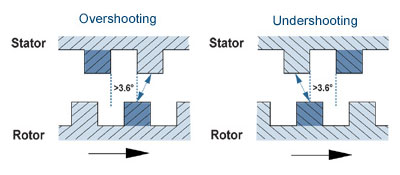 Overshooting
Undershooting
Stator
Stator
>3.6°
>3.6°
Rotor
Rotor